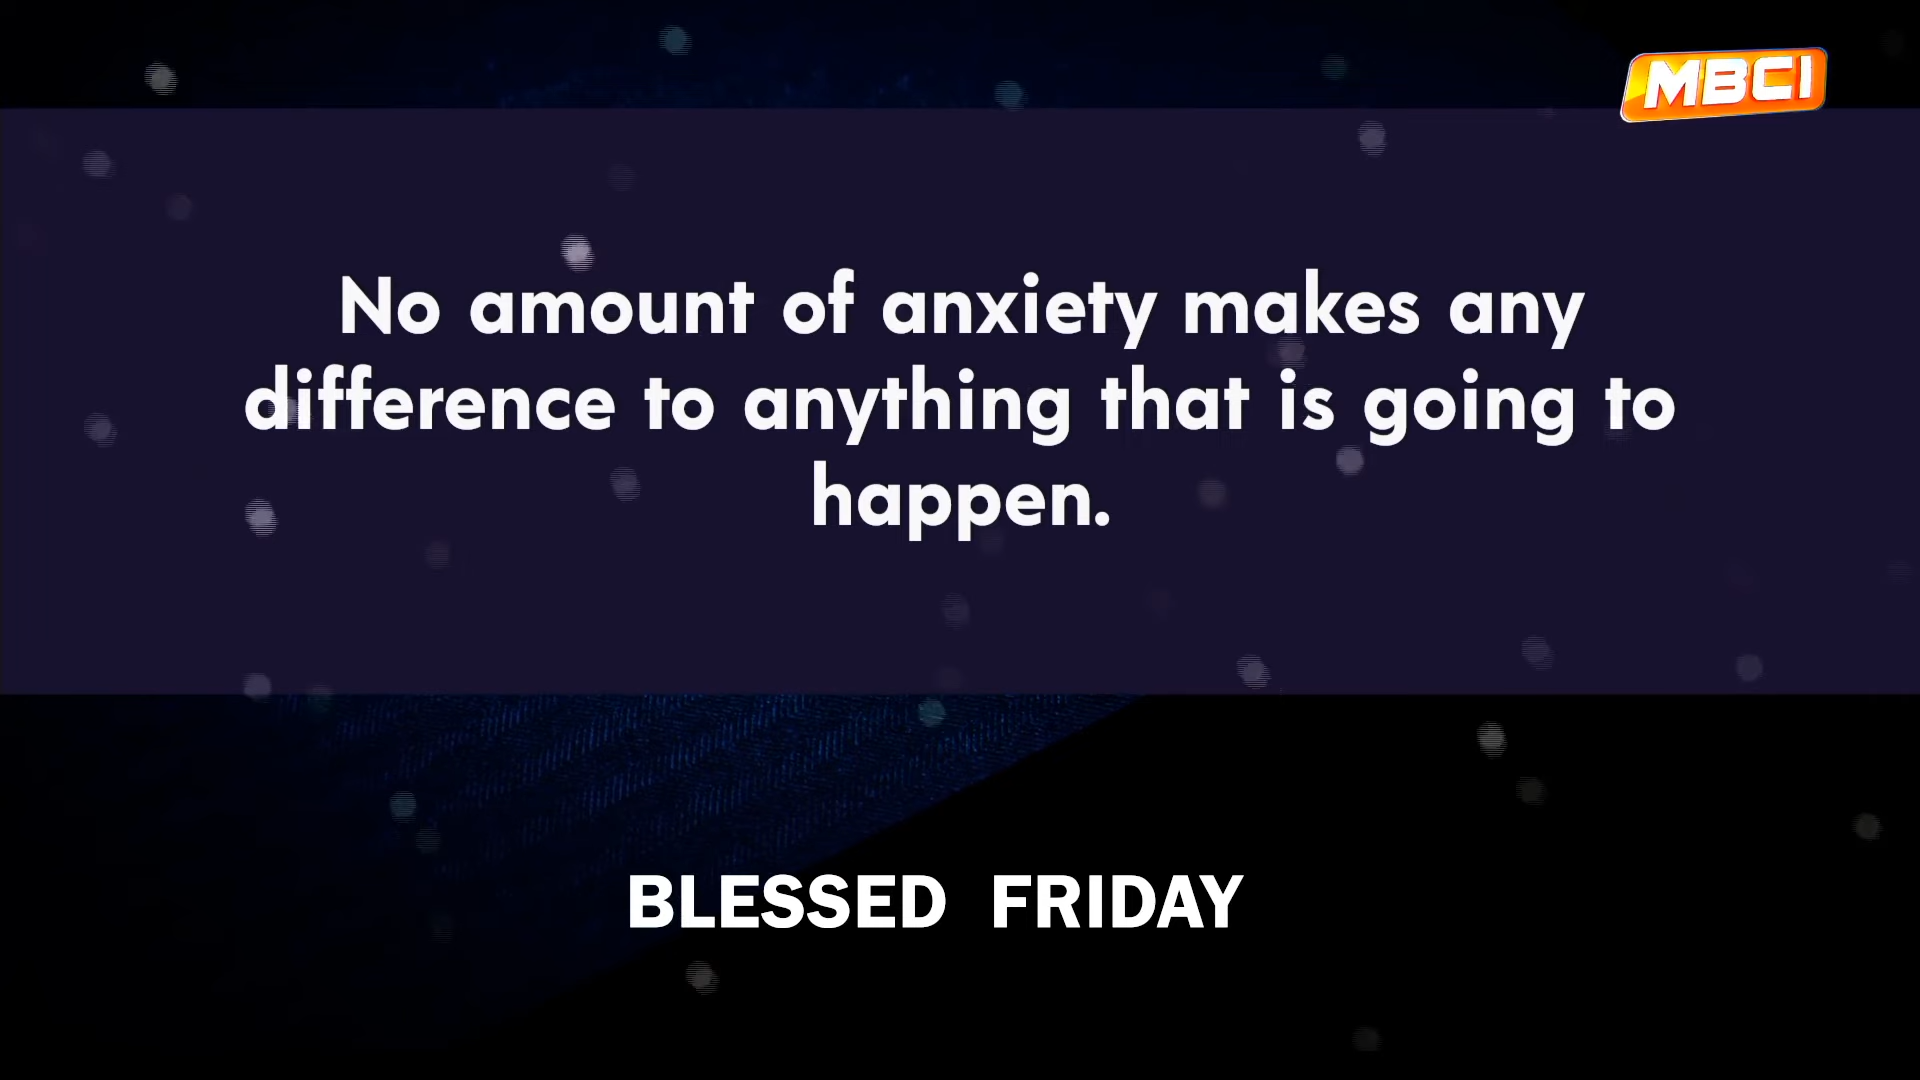 MBCI
No amount of anxiety makes any
difference to anything that is going to
happen.
BLESSED FRIDAY